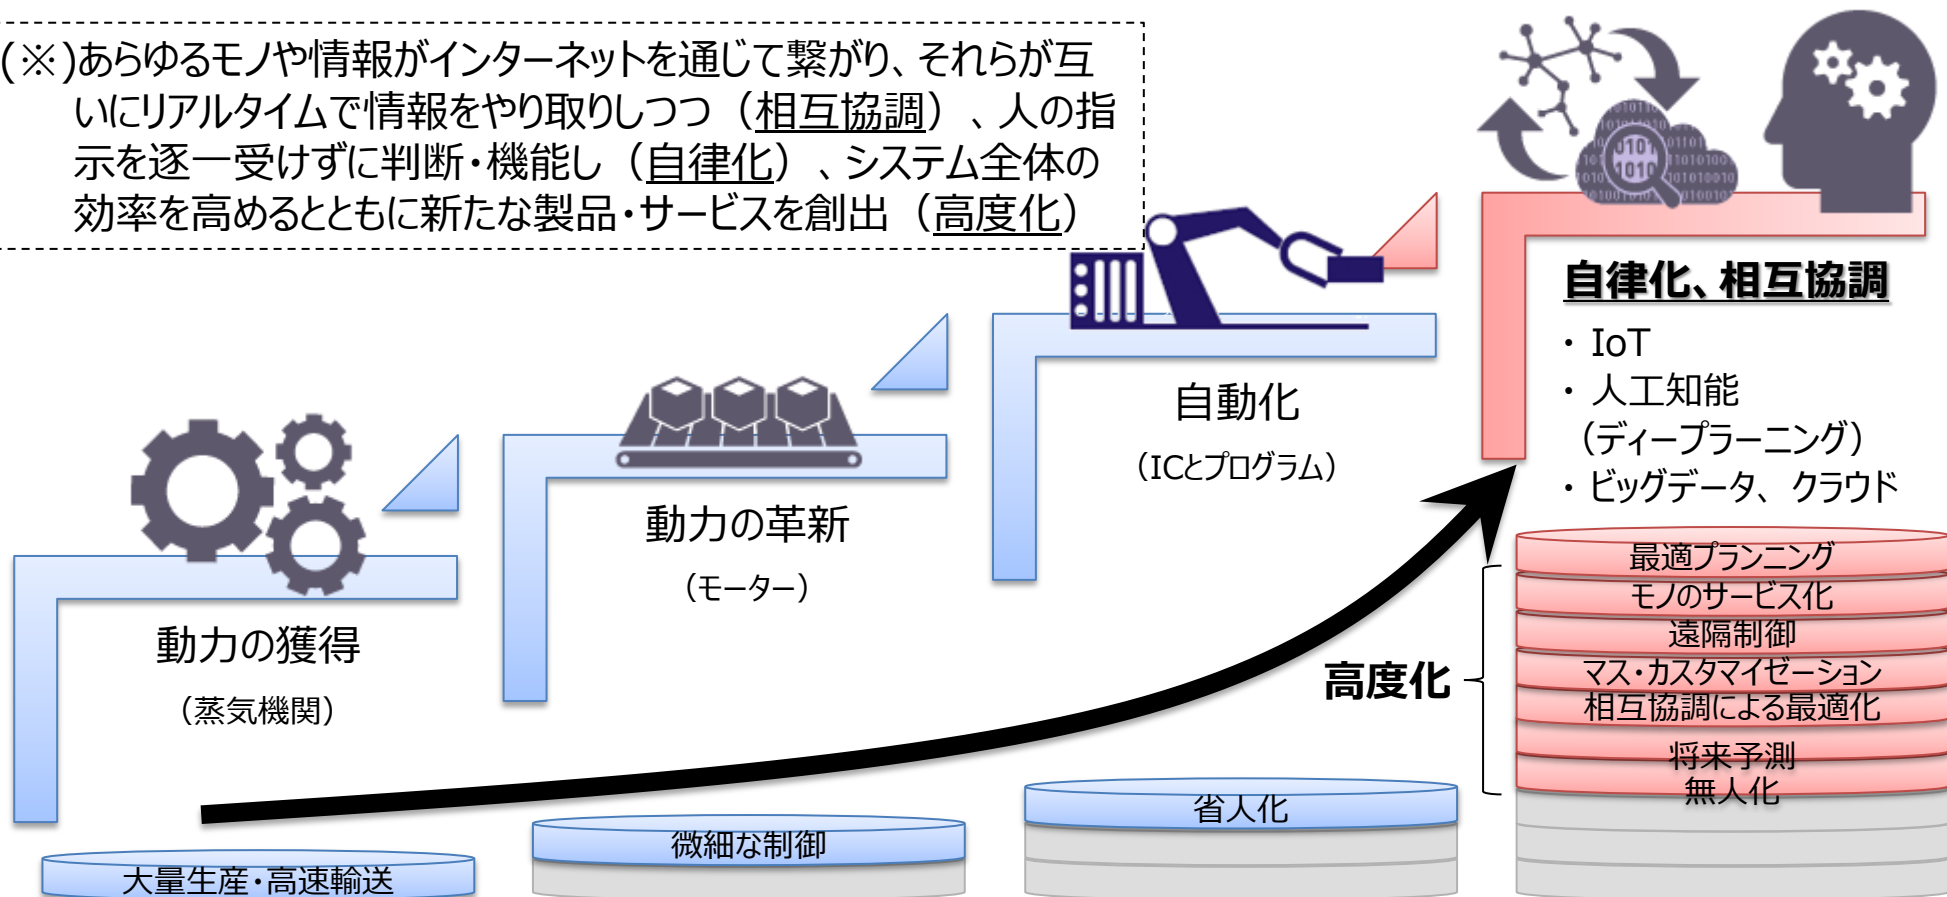 (※)あらゆるモノや情報がインターネットを通じて繋がり、それらが互
いにリアルタイムで情報をやり取りしつつ（相互協調）、人の指
示を逐一受けずに判断・機能し（自律化）、システム全体の
効率を高めるとともに新たな製品・サービスを創出（高度化）
自律化、相互協調
・ IoT
・ 人工知能
（ディープラーニング）
・ ビッグデータ、クラウド
自動化
（ICとプログラム）
動力の革新
（モーター）
動力の獲得
（蒸気機関）
高度化
最適プランニング
モノのサービス化
遠隔制御
マス・カスタマイゼーション
相互協調による最適化
将来予測
無人化
省人化
微細な制御
大量生産・高速輸送